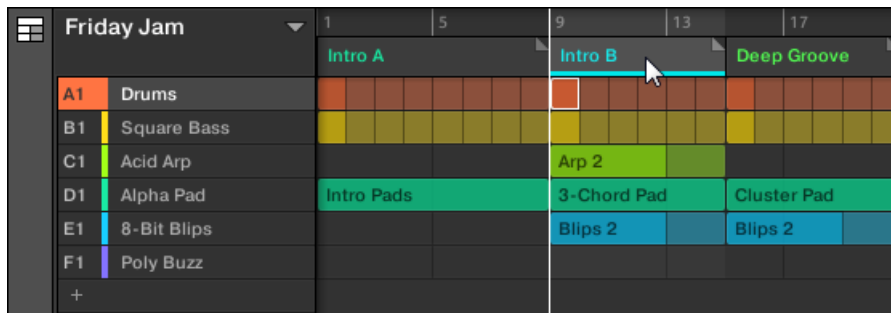 Friday Jam 1 5 9 13 17
Intro A Intro B Deep Groove
A1 Drums
B1 Square Bass
C1 Acid Arp Arp 2
D1 Alpha Pad Intro Pads 3-Chord Pad Cluster Pad
E1 8-Bit Blips Blips 2 Blips 2
F1 Poly Buzz
+